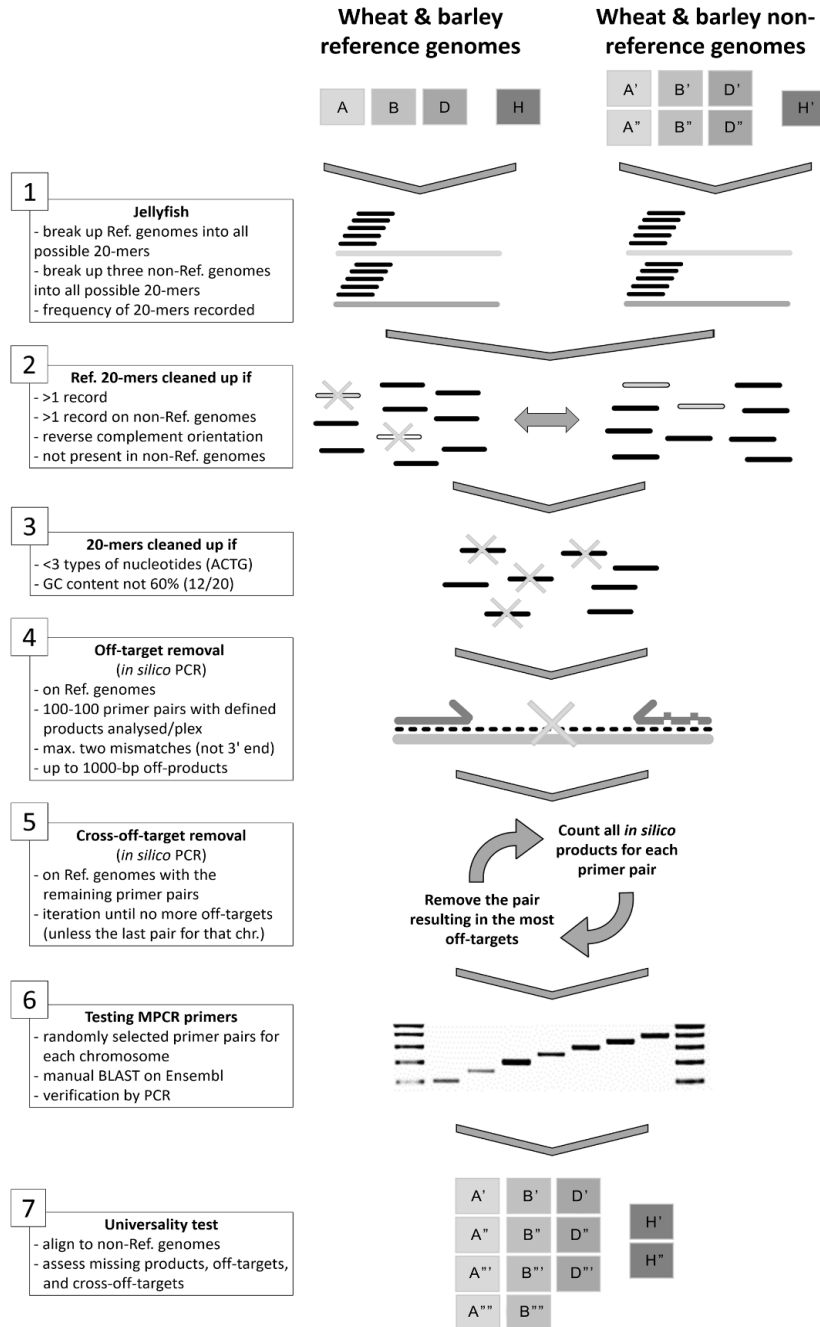 Wheat & barley
reference genomes
Wheat & barley non-
reference genomes
A B D H
A' B' D' H'
A" B" D"
1
Jellyfish
- break up Ref. genomes into all
possible 20-mers
- break up three non-Ref. genomes
into all possible 20-mers
- frequency of 20-mers recorded
2
Ref. 20-mers cleaned up if
- >1 record
- >1 record on non-Ref. genomes
- reverse complement orientation
- not present in non-Ref. genomes
3
20-mers cleaned up if
- <3 types of nucleotides (ACTG)
- GC content not 60% (12/20)
4
Off-target removal
(in silico PCR)
- on Ref. genomes
- 100-100 primer pairs with defined
products analysed/plex
- max. two mismatches (not 3' end)
- up to 1000-bp off-products
5
Cross-off-target removal
(in silico PCR)
- on Ref. genomes with the
remaining primer pairs
- iteration until no more off-targets
(unless the last pair for that chr.)
Count all in silico
products for each
primer pair
Remove the pair
resulting in the most
off-targets
6
Testing MPCR primers
- randomly selected primer pairs for
each chromosome
- manual BLAST on Ensembl
- verification by PCR
7
Universality test
- align to non-Ref. genomes
- assess missing products, off-targets,
and cross-off-targets
A' B' D' H'
A" B" D" H"
A"' B"' D"'
A"" B""